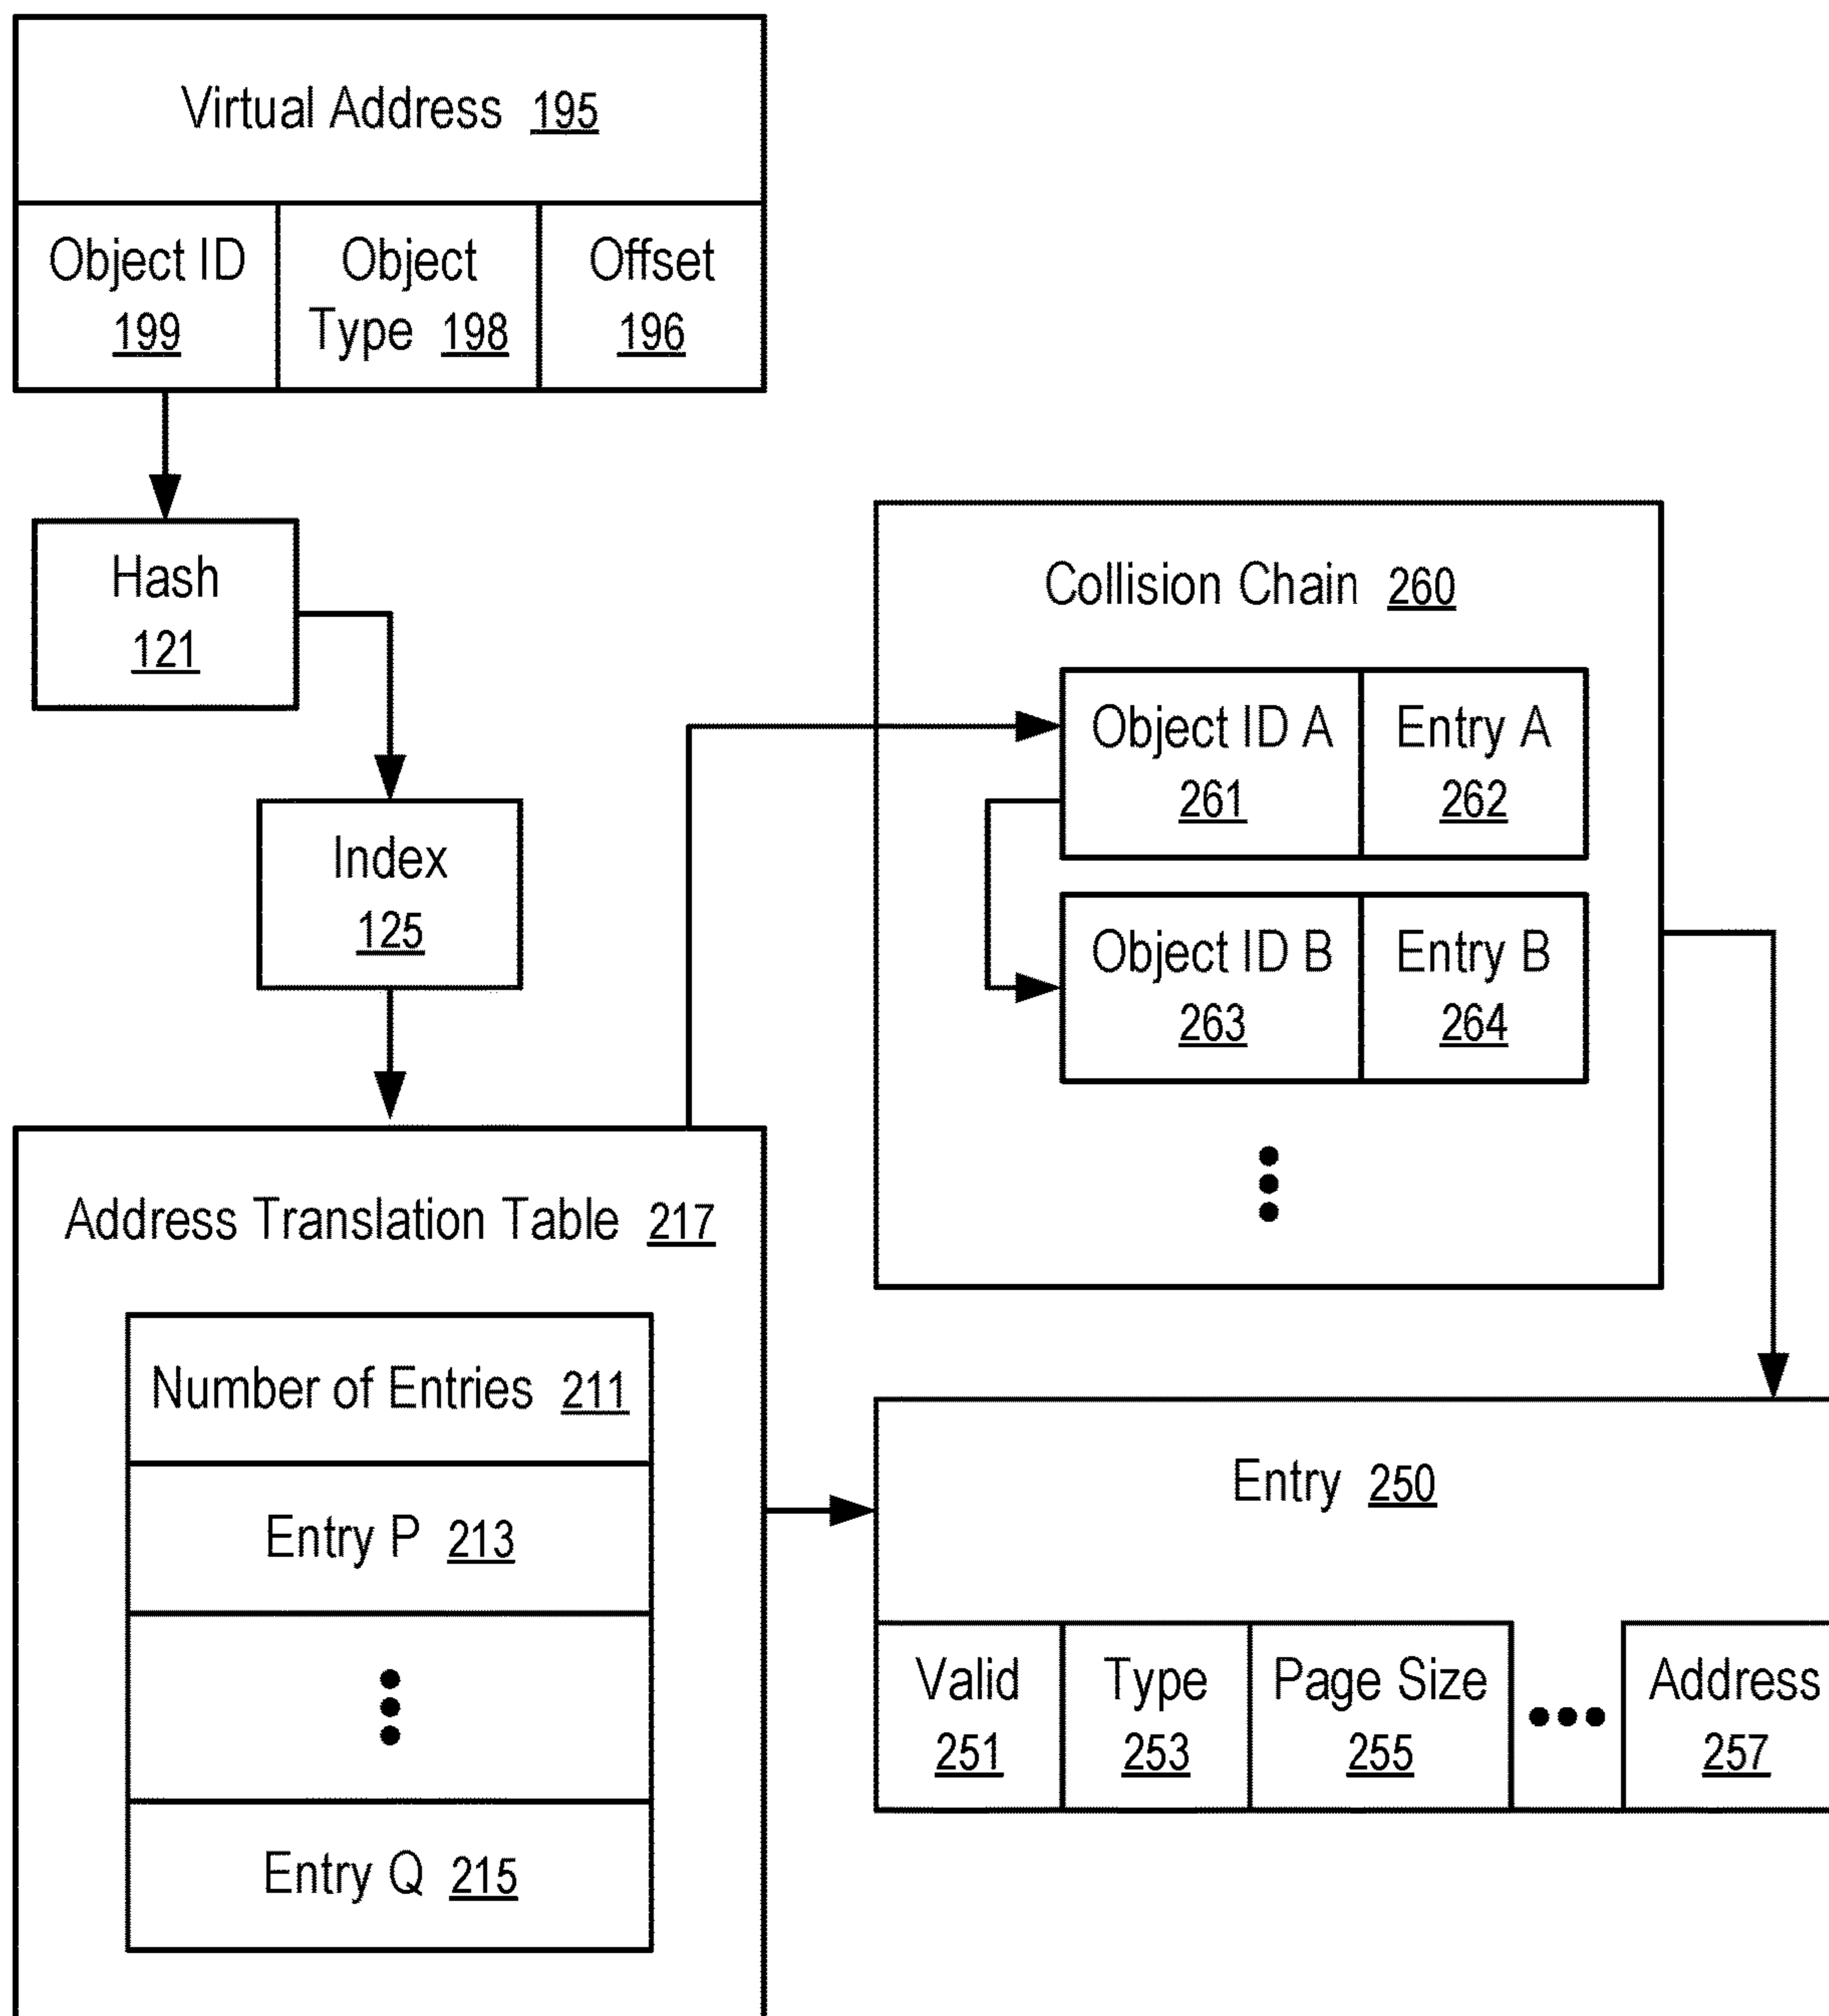 Virtual Address 195
Object ID
199
Object
Type 198
Offset
196
Hash
121
Index
125
Collision Chain 260
Object ID A
261
Entry A
262
Object ID B
263
Entry B
264
Address Translation Table 217
Number of Entries 211
Entry P 213
Entry Q 215
Entry 250
Valid
251
Type
253
Page Size
255
Address
257